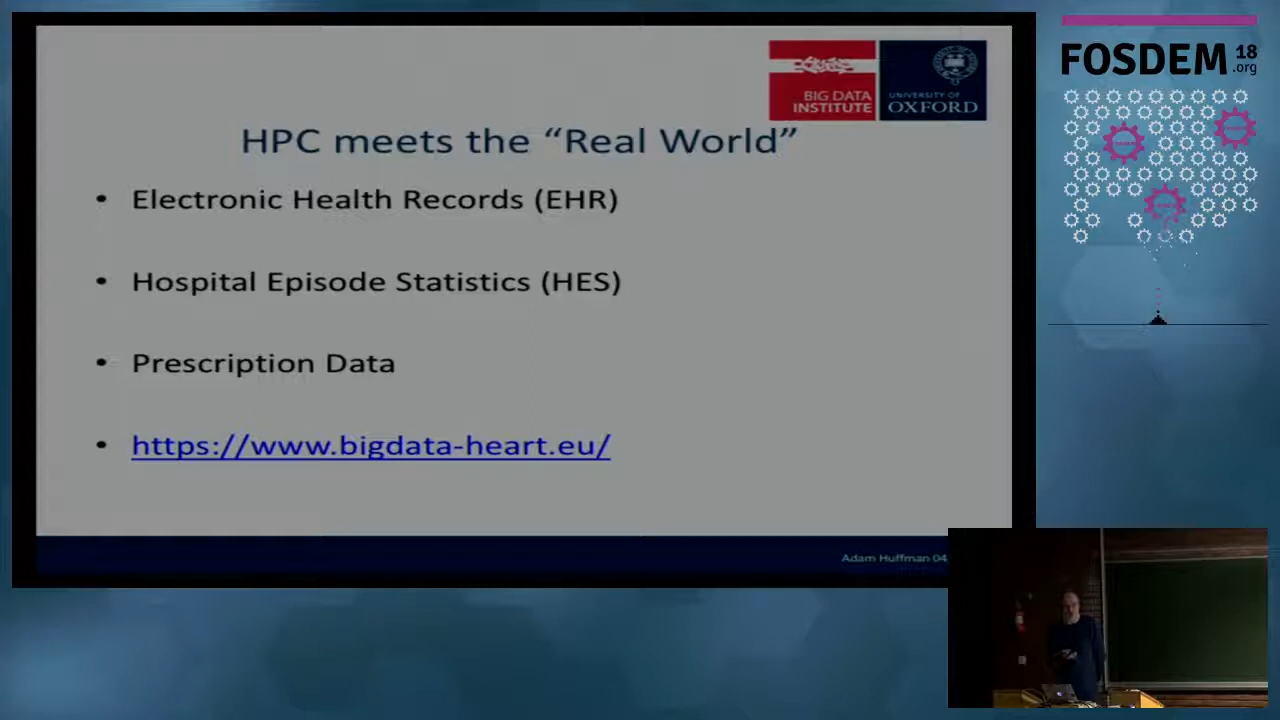 BIG DATA
INSTITUTE
UNIVERSITY OF
OXFORD
HPC meets the “Real World”
• Electronic Health Records (EHR)
• Hospital Episode Statistics (HES)
• Prescription Data
• https://www.bigdata-heart.eu/
Adam Huffman 04
FOSDEM 18
.org